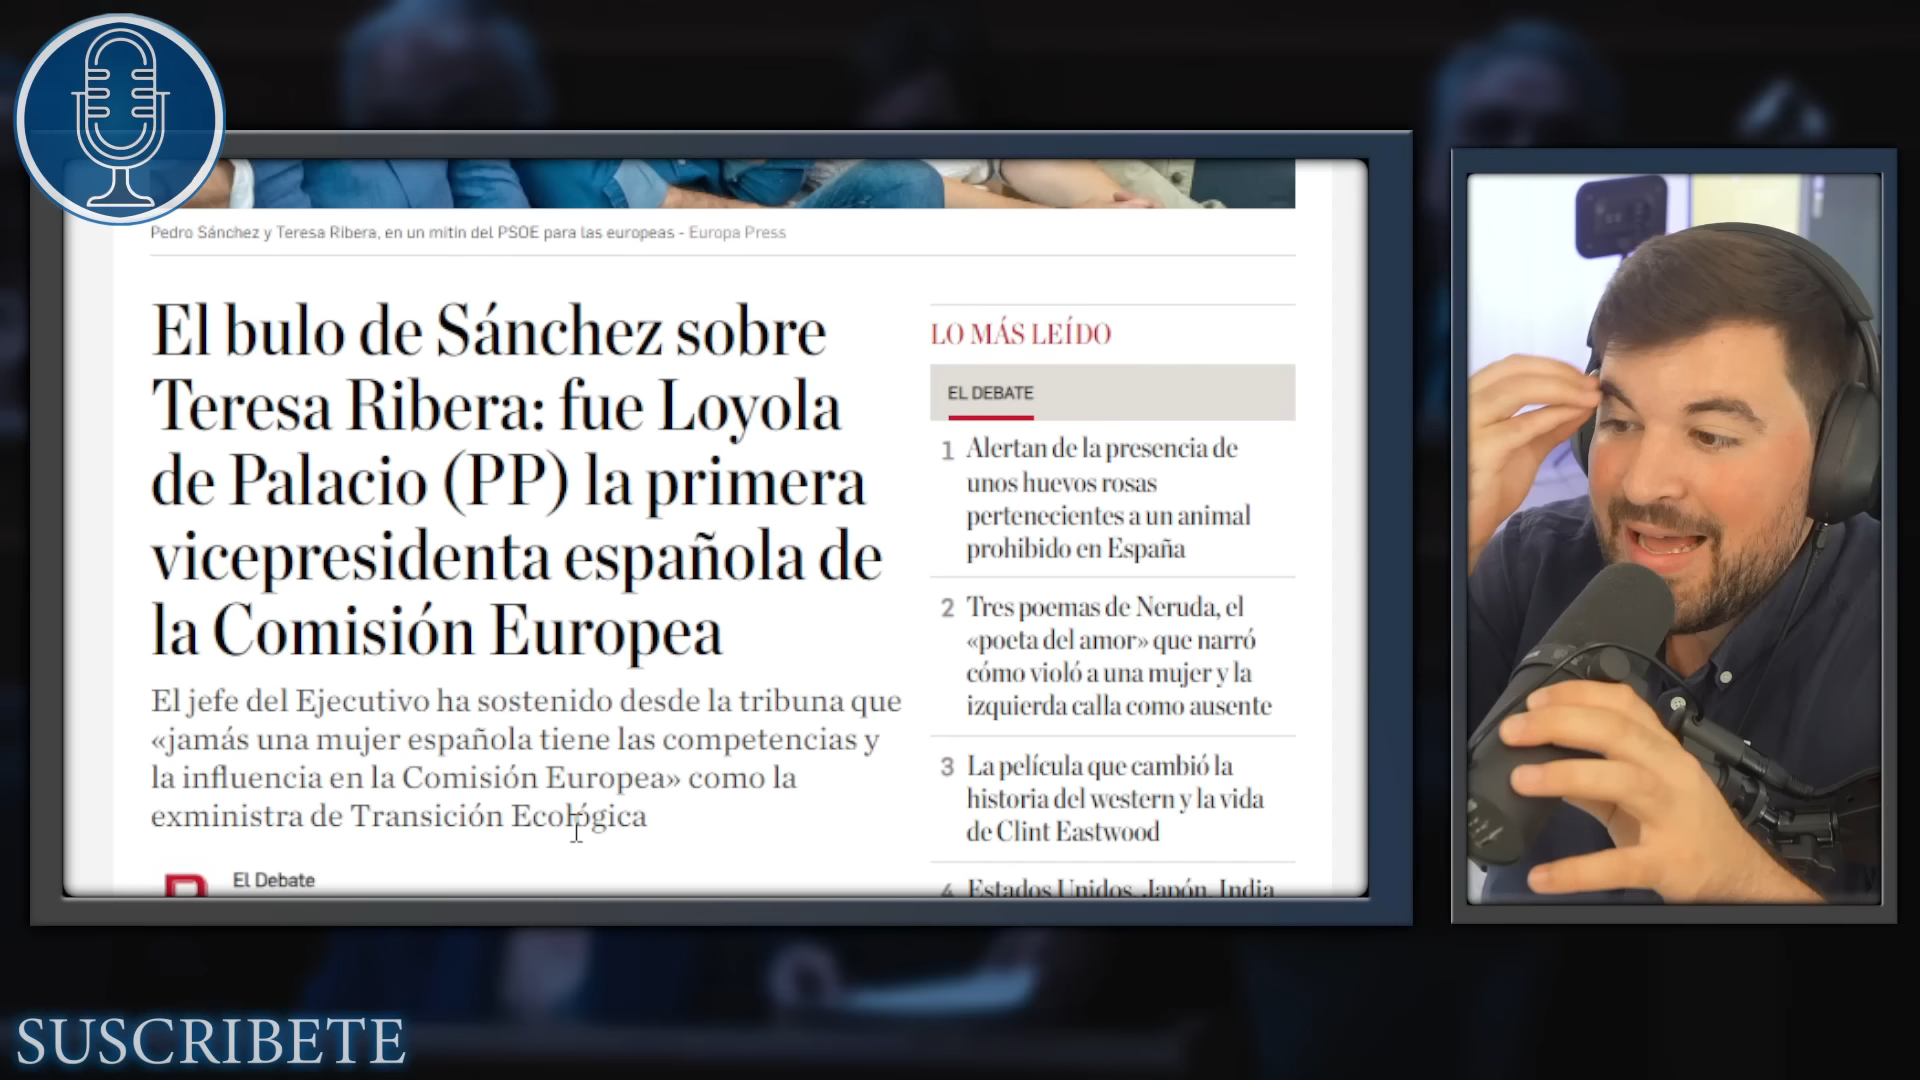 Pedro Sánchez y Teresa Ribera, en un mitin del PSOE para las europeas - Europa Press
El bulo de Sánchez sobre
Teresa Ribera: fue Loyola
de Palacio (PP) la primera
vicepresidenta española de
la Comisión Europea
El jefe del Ejecutivo ha sostenido desde la tribuna que
«jamás una mujer española tiene las competencias y
la influencia en la Comisión Europea» como la
exministra de Transición Ecológica
El Debate
LO MÁS LEÍDO
EL DEBATE
1 Alertan de la presencia de
unos huevos rosas
pertenecientes a un animal
prohibido en España
2 Tres poemas de Neruda, el
«poeta del amor» que narró
cómo violó a una mujer y la
izquierda calla como ausente
3 La película que cambió la
historia del western y la vida
de Clint Eastwood
4 Estados Unidos, Japón, India
SUSCRIBETE